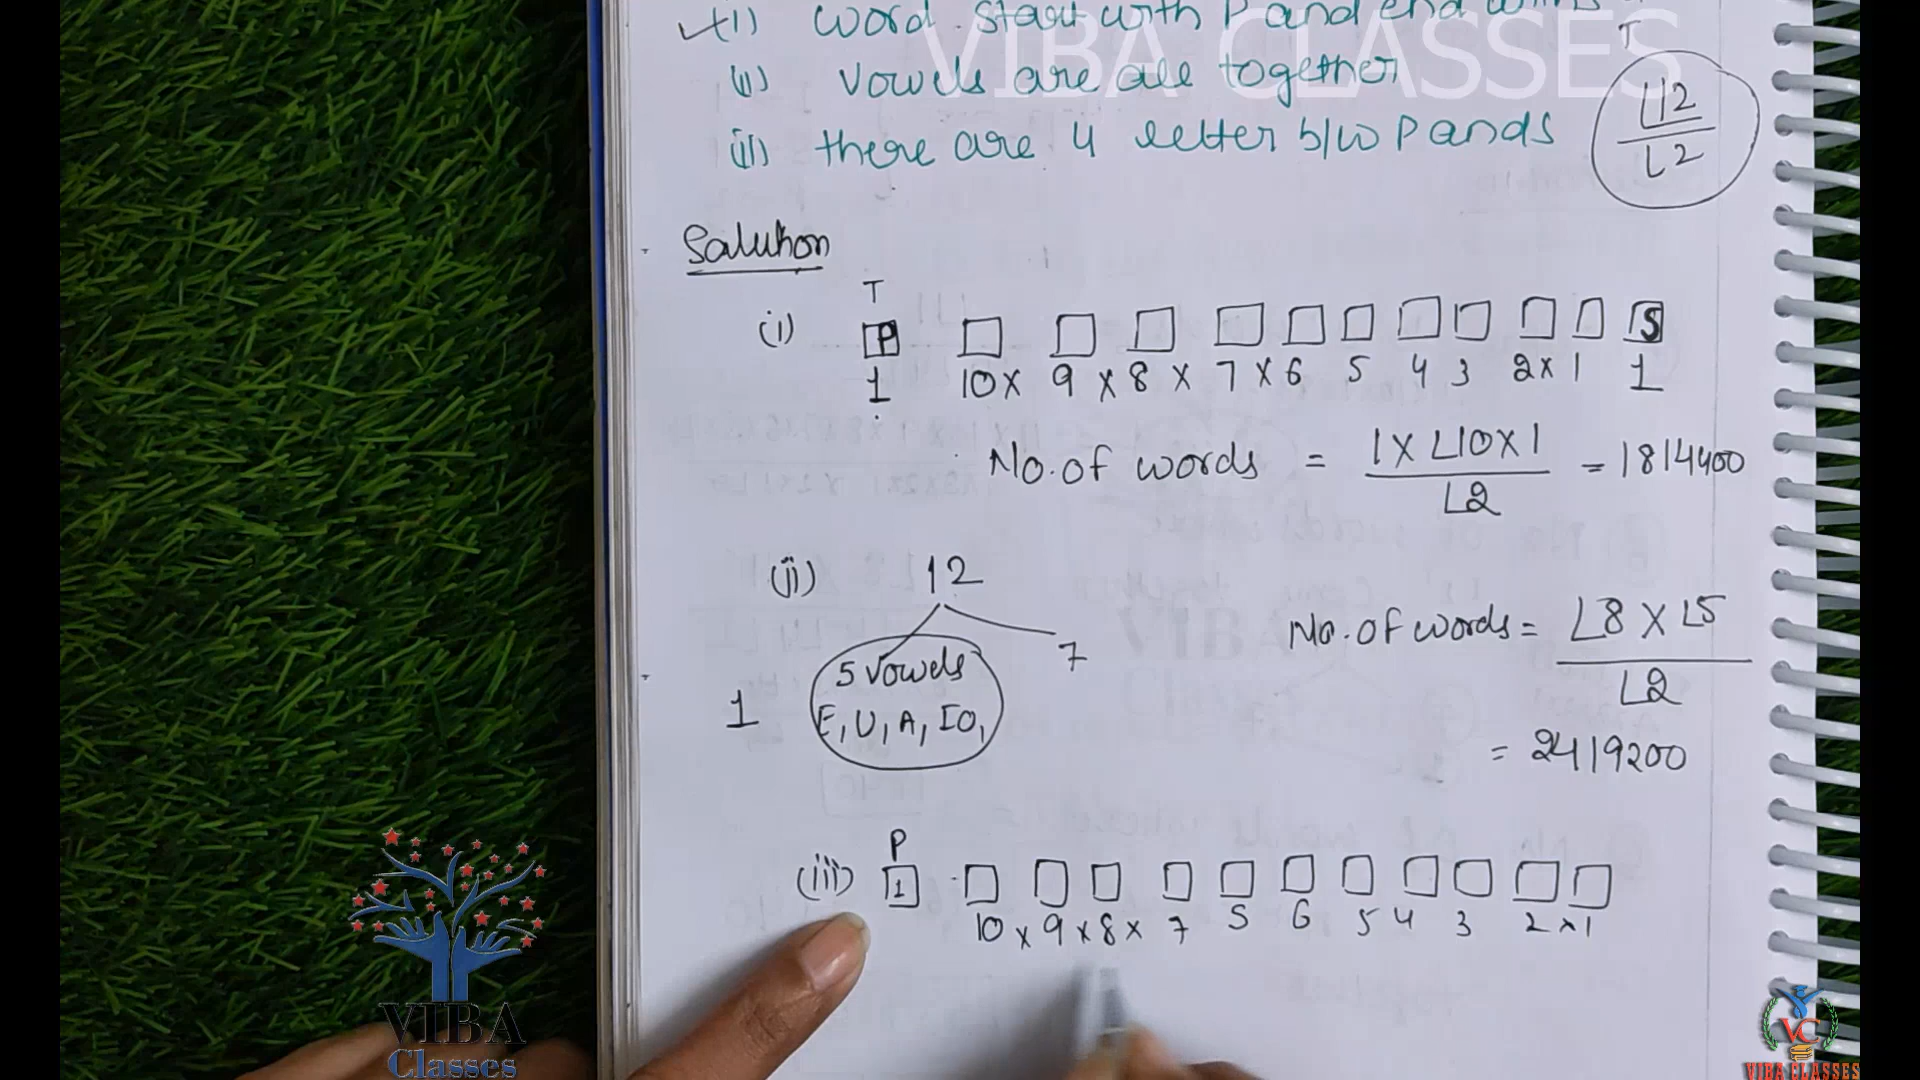 (i) word start with P and end with S
VIBA CLASSES
T
(ii) vowels are all together
(iii) there are 4 letter b/w P and S
L12
L2
Solution
T
(i) P S
1 10 x 9 x 8 x 7 x 6 5 4 3 2 x 1 1
No. of words = 1 x L10 x 1 / L2 = 1814400
(ii) 12
5 vowels 7
E, U, A, I O,
1
No. of words = L8 x L5 / L2
= 2419200
P
(iii) 1
10 x 9 x 8 x 7 S 6 5 4 3 2 x 1
VIBA
Classes
VC
VIBA CLASSES